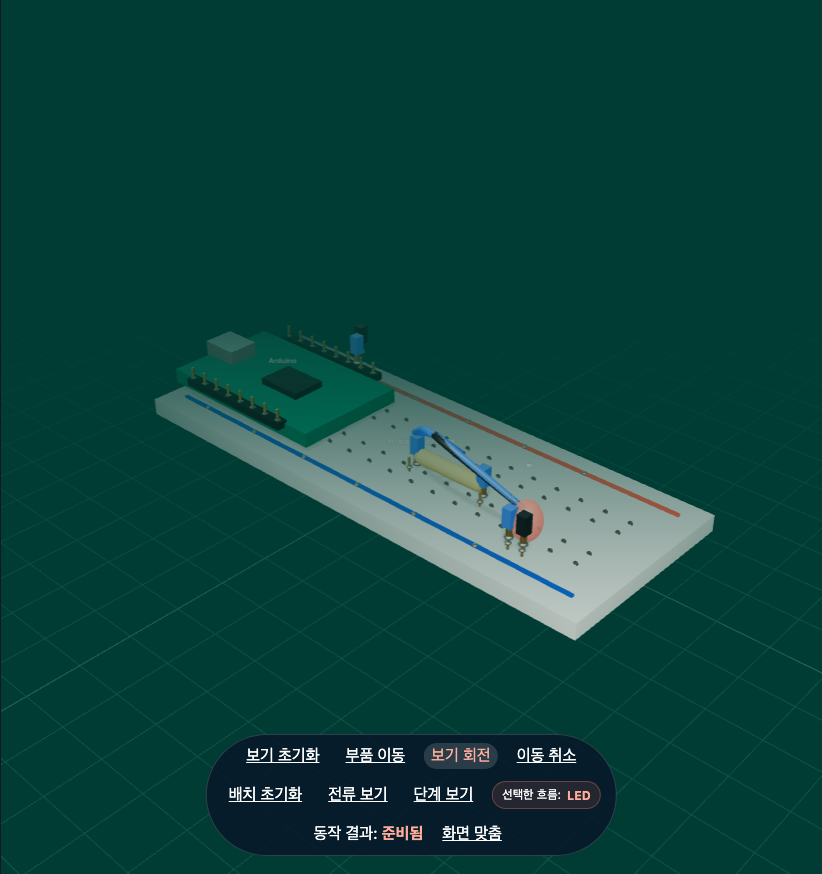 Arduino
보기 초기화 부품 이동 보기 회전 이동 취소
배치 초기화 전류 보기 단계 보기 선택한 흐름: LED
동작 결과: 준비됨 화면 맞춤